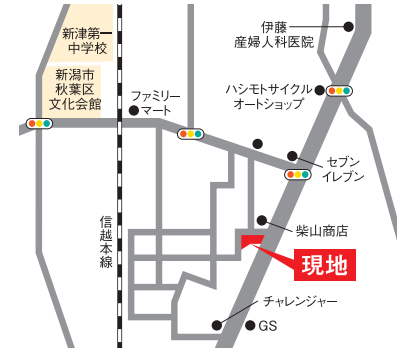 新津第一
中学校
新潟市
秋葉区
文化会館
伊藤
産婦人科医院
ファミリー
マート
ハシモトサイクル
オートショップ
セブン
イレブン
信越本線
柴山商店
現地
チャレンジャー
GS